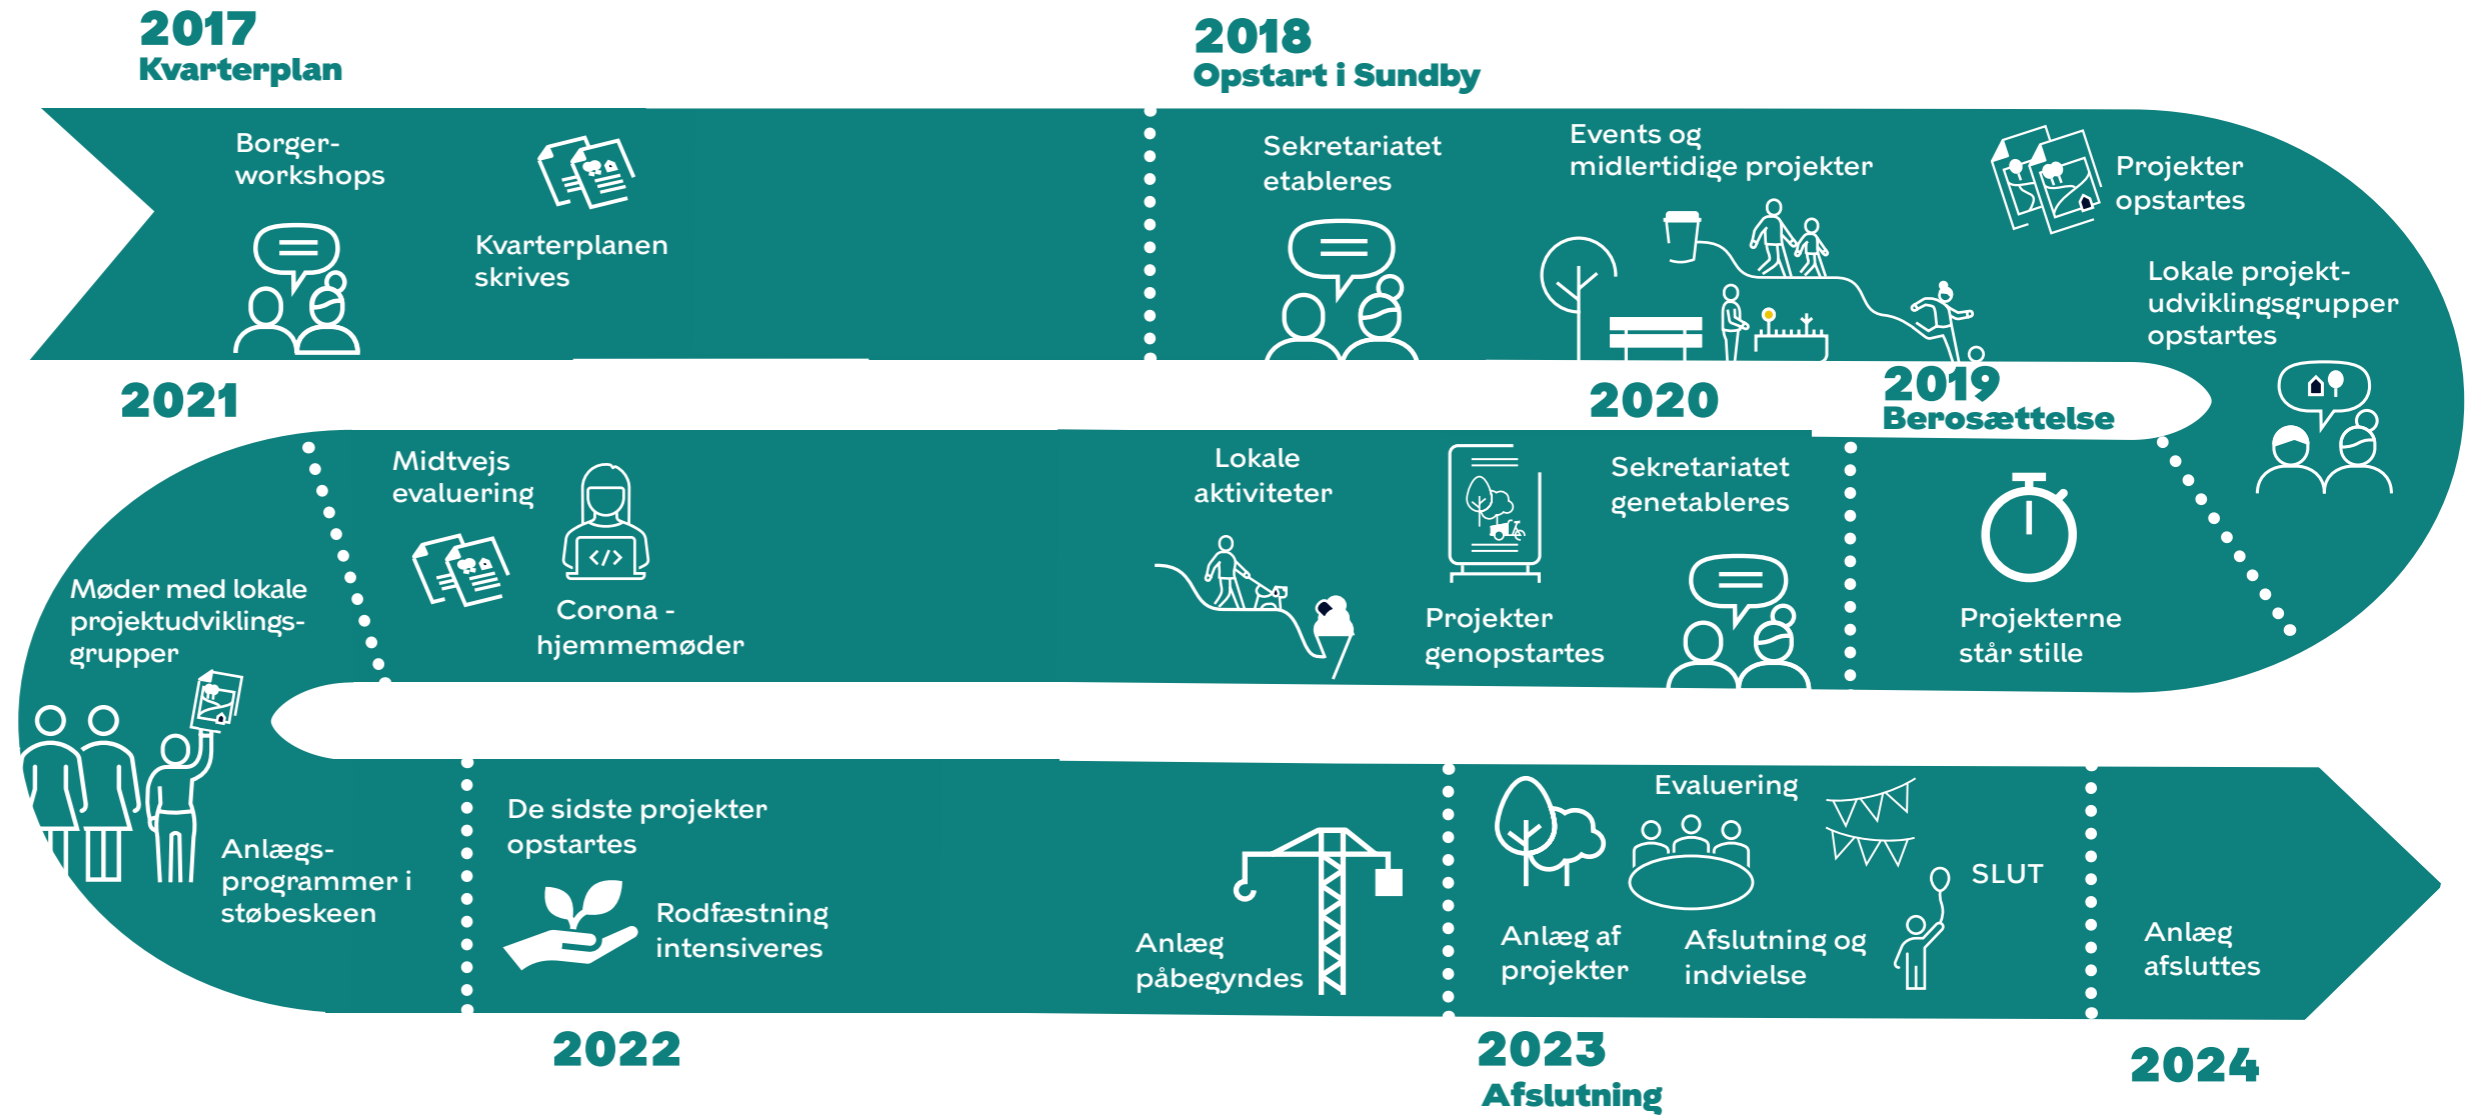 2017
Kvarterplan
Borger-
workshops
Kvarterplanen
skrives
2018
Opstart i Sundby
Sekretariatet
etableres
Events og
midlertidige projekter
Projekter
opstartes
Lokale projekt-
udviklingsgrupper
opstartes
2019
Berosættelse
Projekterne
står stille
2020
Sekretariatet
genetableres
Projekter
genopstartes
Lokale
aktiviteter
</>
Corona -
hjemmemøder
Midtvejs
evaluering
2021
Møder med lokale
projektudviklings-
grupper
Anlægs-
programmer i
støbeskeen
2022
De sidste projekter
opstartes
Rodfæstning
intensiveres
Anlæg
påbegyndes
2023
Afslutning
Anlæg af
projekter
Evaluering
Afslutning og
indvielse
SLUT
2024
Anlæg
afsluttes